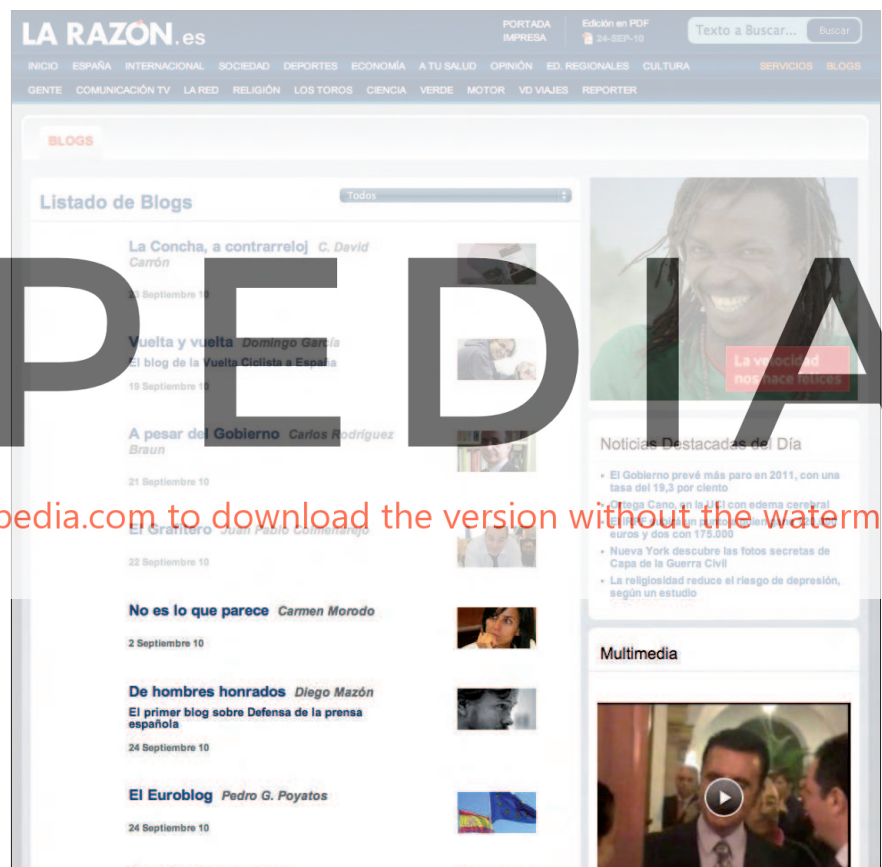 LA RAZÓN.es
PORTADA IMPRESA
Edición en PDF
24-SEP-10
Texto a Buscar...
Buscar
INICIO ESPAÑA INTERNACIONAL SOCIEDAD DEPORTES ECONOMÍA A TU SALUD OPINIÓN ED. REGIONALES CULTURA SERVICIOS BLOGS
GENTE COMUNICACIÓN TV LA RED RELIGIÓN LOS TOROS CIENCIA VERDE MOTOR VD VIAJES REPORTER
BLOGS
Listado de Blogs
Todos
La Concha, a contrarreloj C. David
Carrón
23 Septiembre 10
PEDIA
Vuelta y vuelta Domingo García
El blog de la Vuelta Ciclista a España
19 Septiembre 10
A pesar del Gobierno Carlos Rodríguez
Braun
21 Septiembre 10
pedia.com to download the version without the waterm
El Grafitero Juan Pablo Colmenarejo
22 Septiembre 10
No es lo que parece Carmen Morodo
2 Septiembre 10
De hombres honrados Diego Mazón
El primer blog sobre Defensa de la prensa
española
24 Septiembre 10
El Euroblog Pedro G. Poyatos
24 Septiembre 10
La velocidad
nos hace felices
Noticias Destacadas del Día
• El Gobierno prevé más paro en 2011, con una
tasa del 19,3 por ciento
• Ortega Cano, en la UCI con edema cerebral
euros y dos con 175.000
• Nueva York descubre las fotos secretas de
Capa de la Guerra Civil
• La religiosidad reduce el riesgo de depresión,
según un estudio
Multimedia